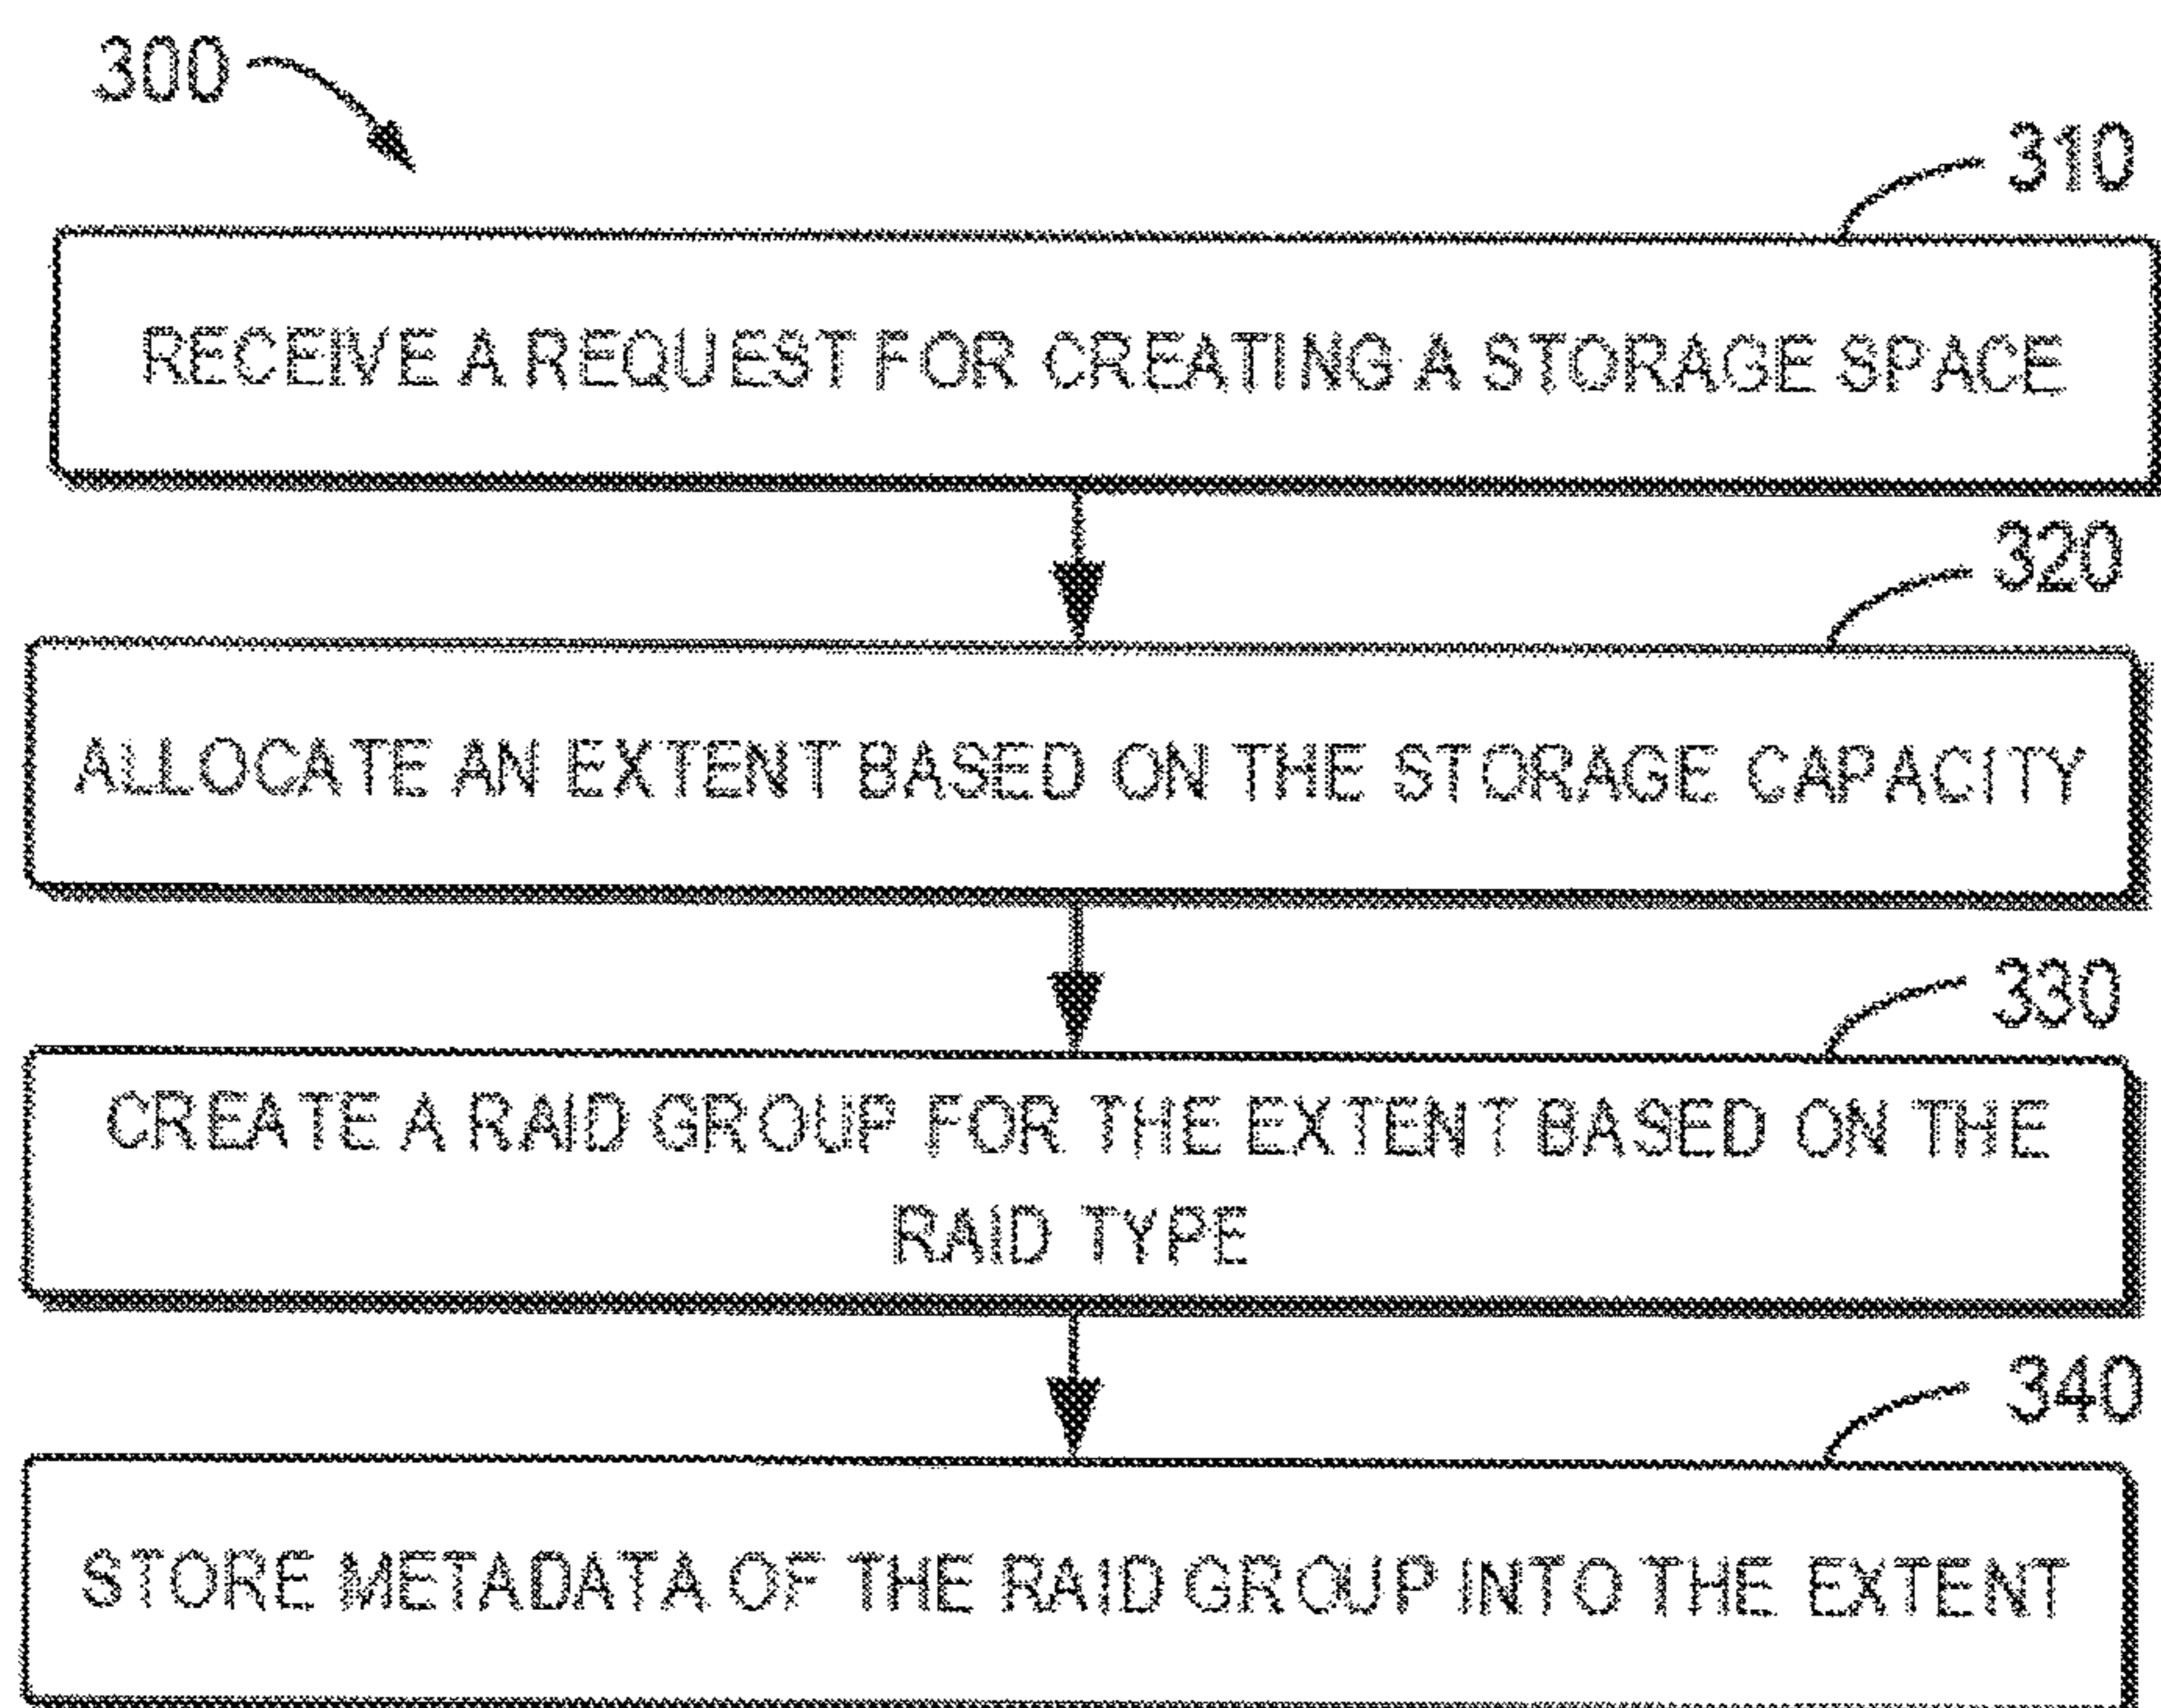 300
310
RECEIVE A REQUEST FOR CREATING A STORAGE SPACE
320
ALLOCATE AN EXTENT BASED ON THE STORAGE CAPACITY
330
CREATE A RAID GROUP FOR THE EXTENT BASED ON THE
RAID TYPE
340
STORE METADATA OF THE RAID GROUP INTO THE EXTENT